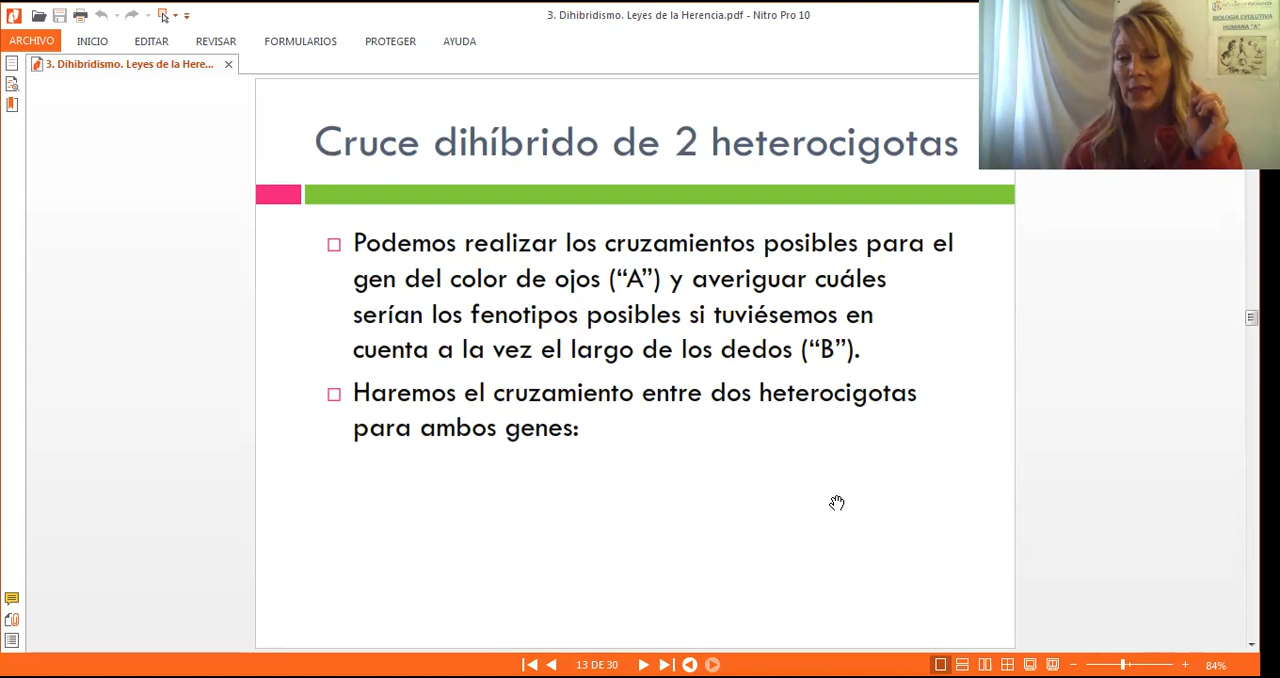 3. Dihibridismo. Leyes de la Herencia.pdf - Nitro Pro 10
ARCHIVO INICIO EDITAR REVISAR FORMULARIOS PROTEGER AYUDA
3. Dihibridismo. Leyes de la Here...
BIOLOGÍA EVOLUTIVA
HUMANA "A"
Cruce dihíbrido de 2 heterocigotas
Podemos realizar los cruzamientos posibles para el
gen del color de ojos (“A”) y averiguar cuáles
serían los fenotipos posibles si tuviésemos en
cuenta a la vez el largo de los dedos (“B”).
Haremos el cruzamiento entre dos heterocigotas
para ambos genes:
13 DE 30
84%